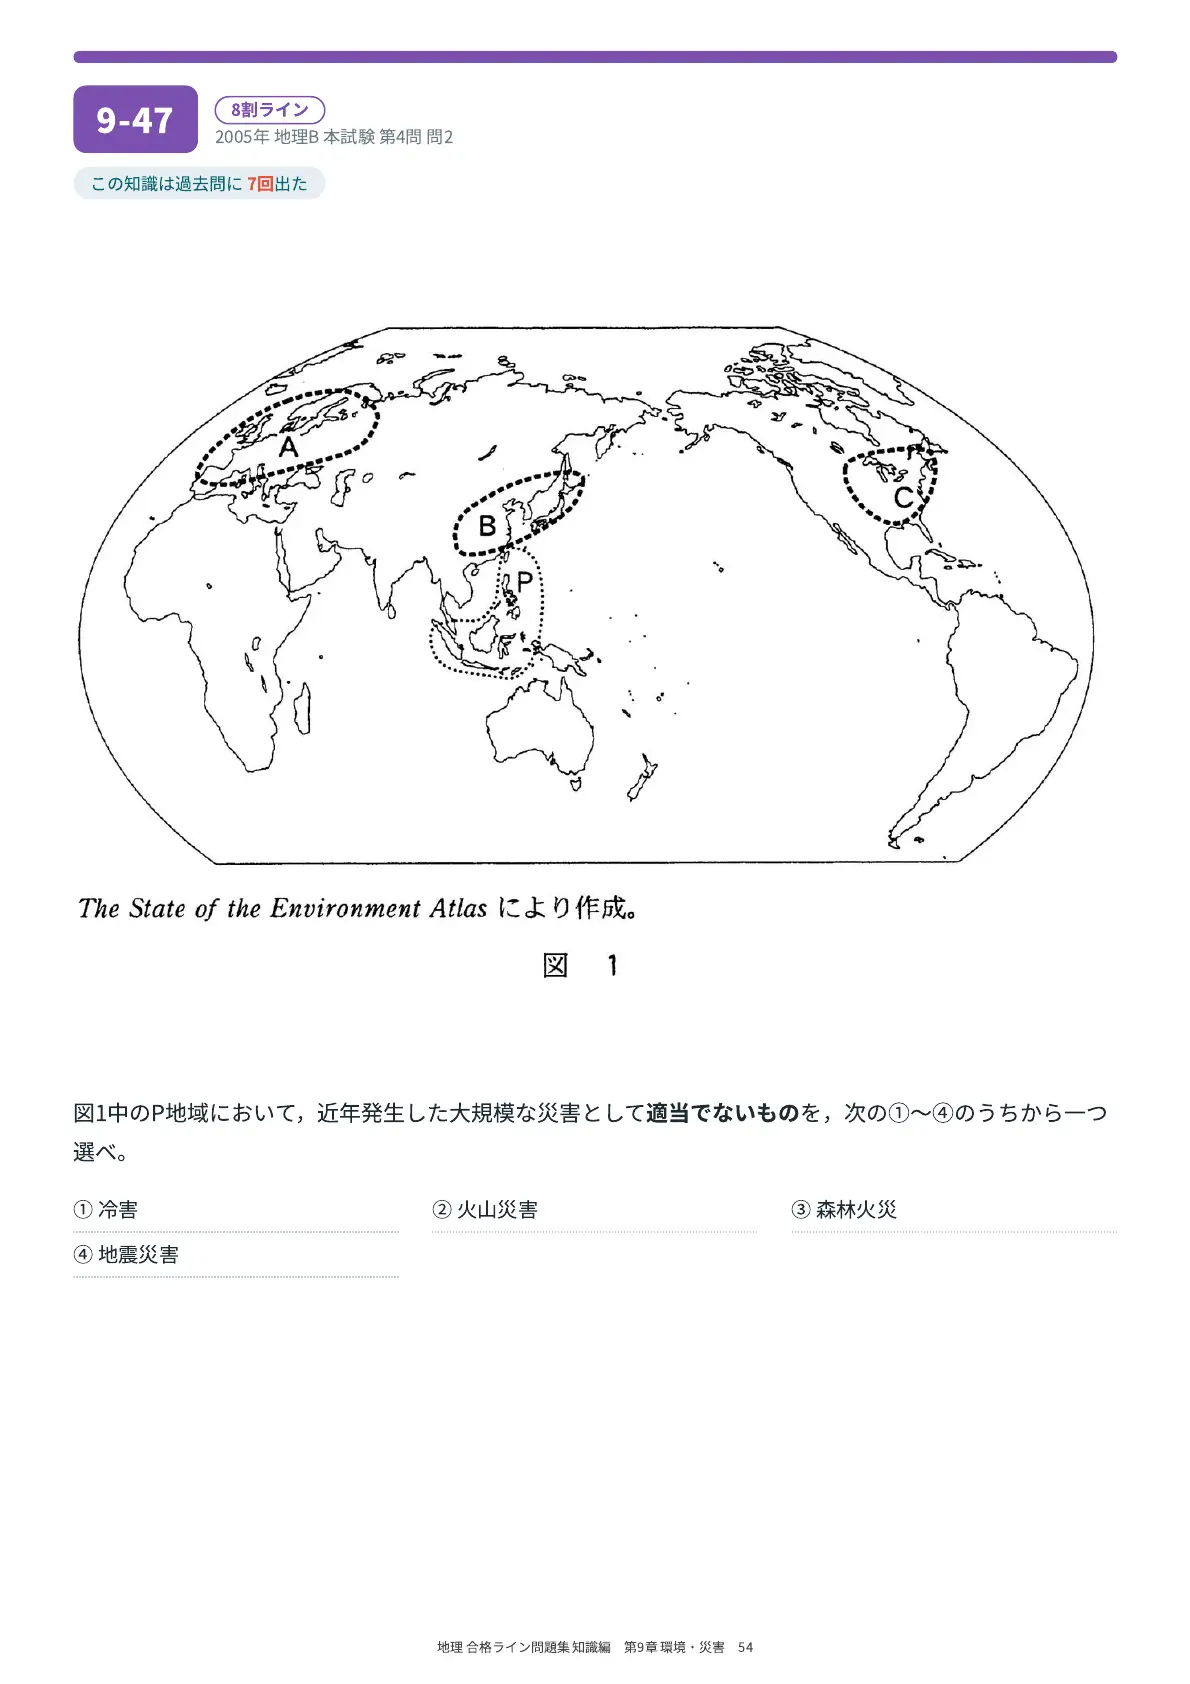 9-47
8割ライン
2005年 地理B 本試験 第4問 問2
この知識は過去問に 7回出た
A
B
C
P
The State of the Environment Atlas により作成。
図 1
図1中のP地域において，近年発生した大規模な災害として適当でないものを，次の①～④のうちから一つ
選べ。
① 冷害
② 火山災害
③ 森林火災
④ 地震災害
地理 合格ライン問題集 知識編 第9章 環境・災害 54